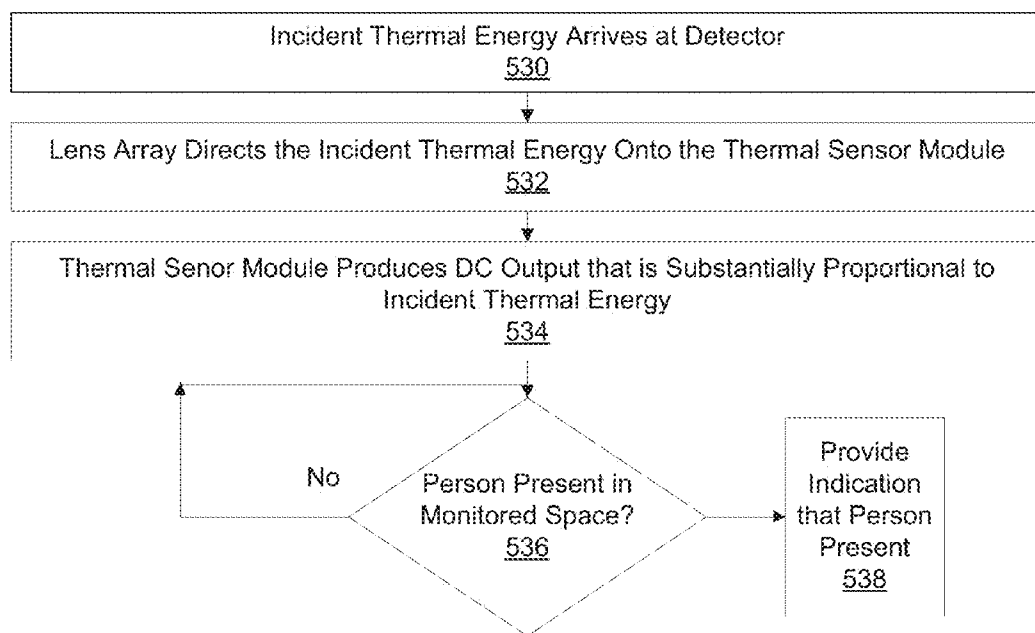 Incident Thermal Energy Arrives at Detector
530
Lens Array Directs the Incident Thermal Energy Onto the Thermal Sensor Module
532
Thermal Senor Module Produces DC Output that is Substantially Proportional to
Incident Thermal Energy
534
No
Person Present in
Monitored Space?
536
Provide
Indication
that Person
Present
538